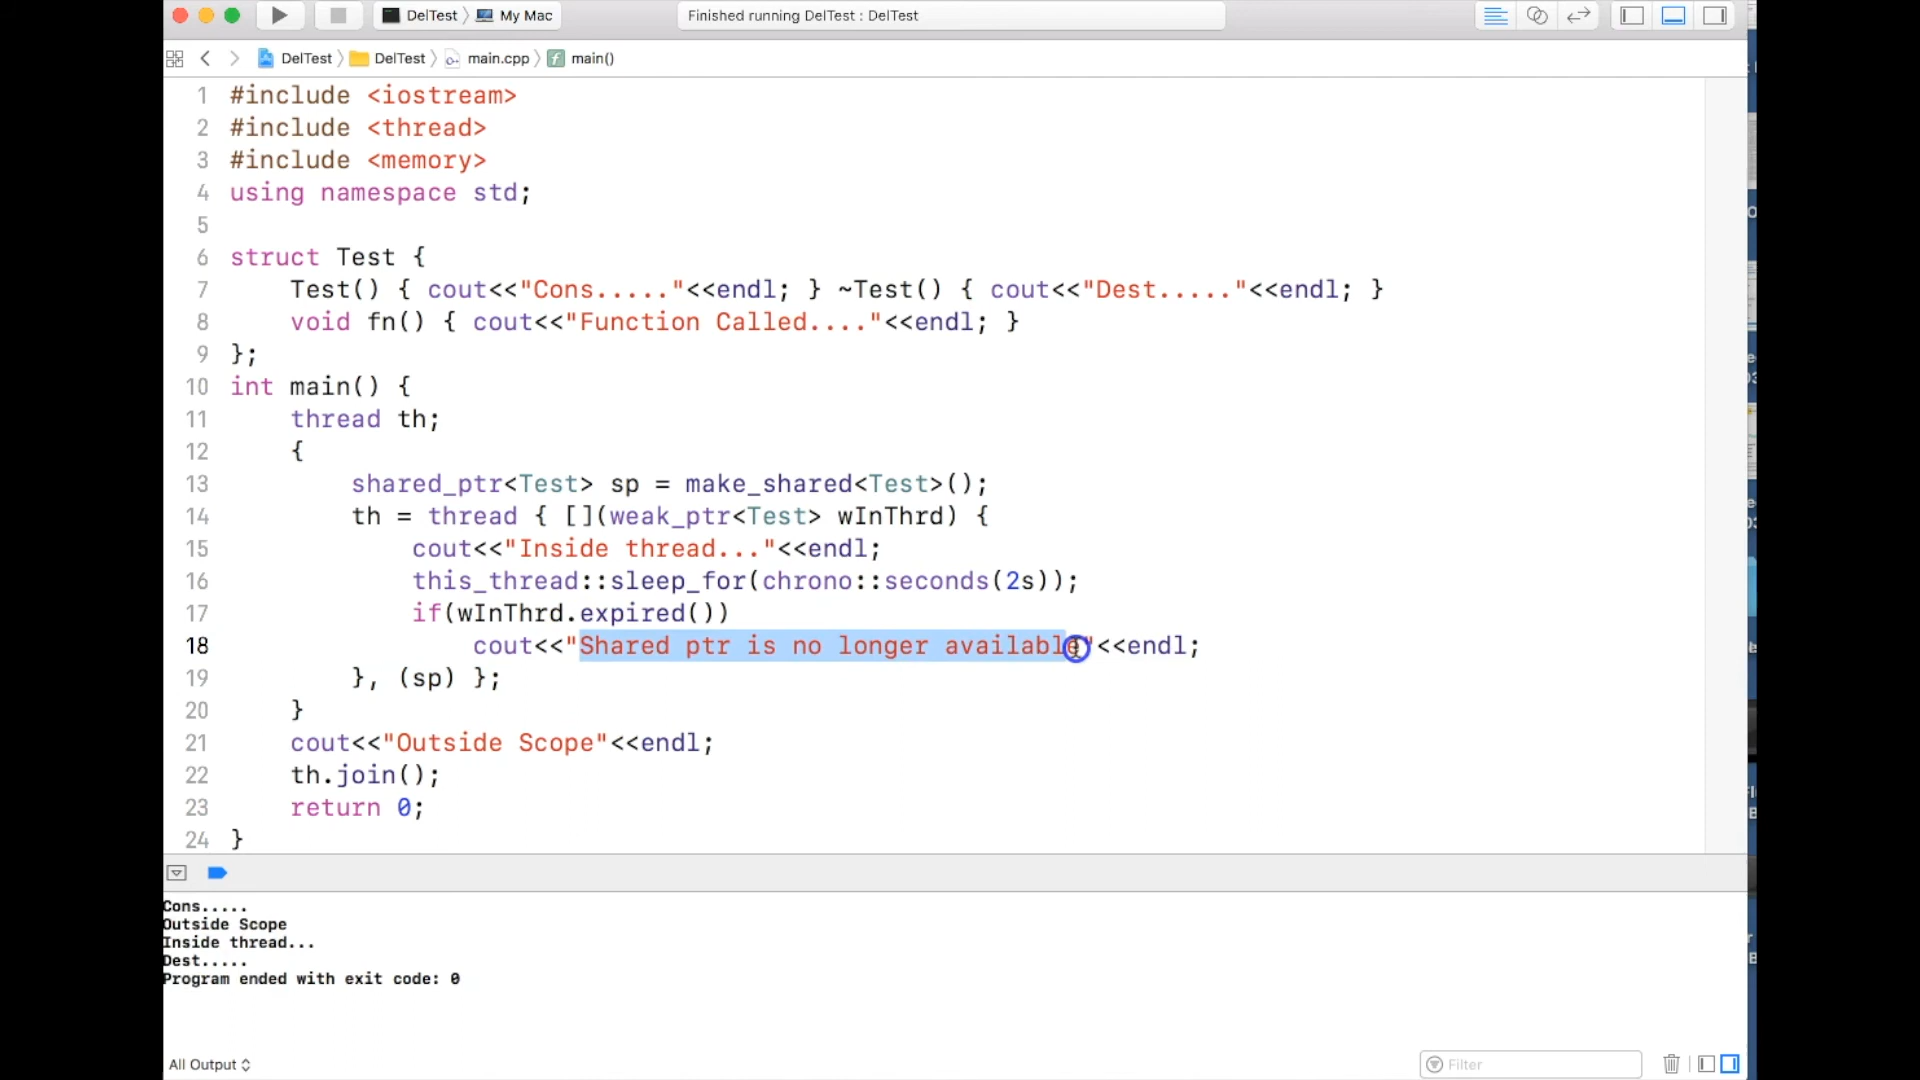 DelTest 〉 My Mac
Finished running DelTest : DelTest
DelTest 〉 DelTest 〉 main.cpp 〉 f main()
1 #include <iostream>
2 #include <thread>
3 #include <memory>
4 using namespace std;
5
6 struct Test {
7     Test() { cout<<"Cons....."<<endl; } ~Test() { cout<<"Dest....."<<endl; }
8     void fn() { cout<<"Function Called...."<<endl; }
9 };
10 int main() {
11     thread th;
12     {
13         shared_ptr<Test> sp = make_shared<Test>();
14         th = thread { [](weak_ptr<Test> wInThrd) {
15             cout<<"Inside thread..."<<endl;
16             this_thread::sleep_for(chrono::seconds(2s));
17             if(wInThrd.expired())
18                 cout<<"Shared ptr is no longer available"<<endl;
19         }, (sp) };
20     }
21     cout<<"Outside Scope"<<endl;
22     th.join();
23     return 0;
24 }
Cons.....
Outside Scope
Inside thread...
Dest.....
Program ended with exit code: 0
All Output
Filter